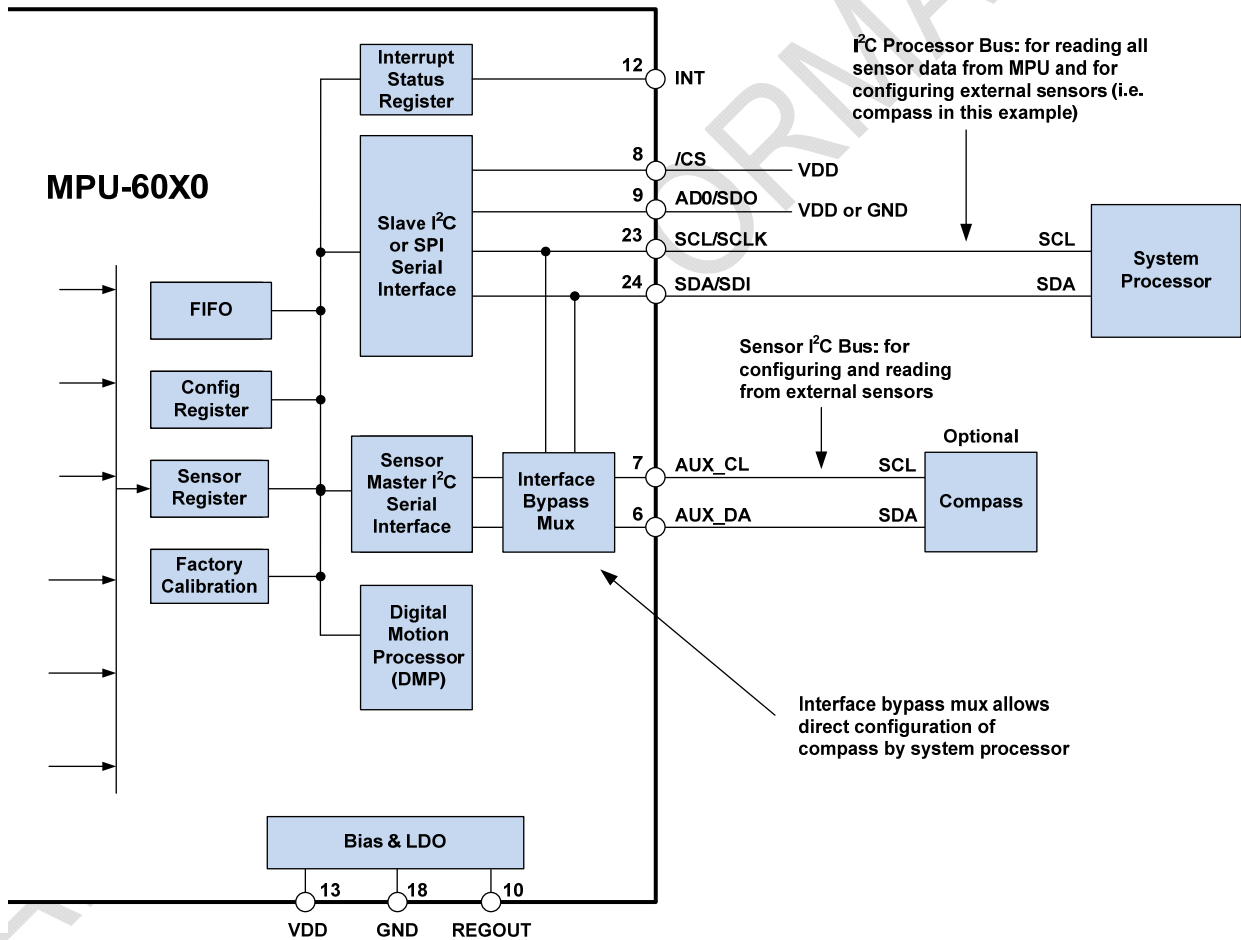 MPU-60X0
Interrupt
Status
Register
12
INT
I²C Processor Bus: for reading all
sensor data from MPU and for
configuring external sensors (i.e.
compass in this example)
Slave I²C
or SPI
Serial
Interface
8
/CS
VDD
9
AD0/SDO
VDD or GND
23
SCL/SCLK
SCL
24
SDA/SDI
SDA
System
Processor
FIFO
Config
Register
Sensor
Register
Factory
Calibration
Sensor I²C Bus: for
configuring and reading
from external sensors
Sensor
Master I²C
Serial
Interface
Interface
Bypass
Mux
7
AUX_CL
SCL
6
AUX_DA
SDA
Optional
Compass
Digital
Motion
Processor
(DMP)
Interface bypass mux allows
direct configuration of
compass by system processor
Bias & LDO
13
18
10
VDD
GND
REGOUT
ORMA